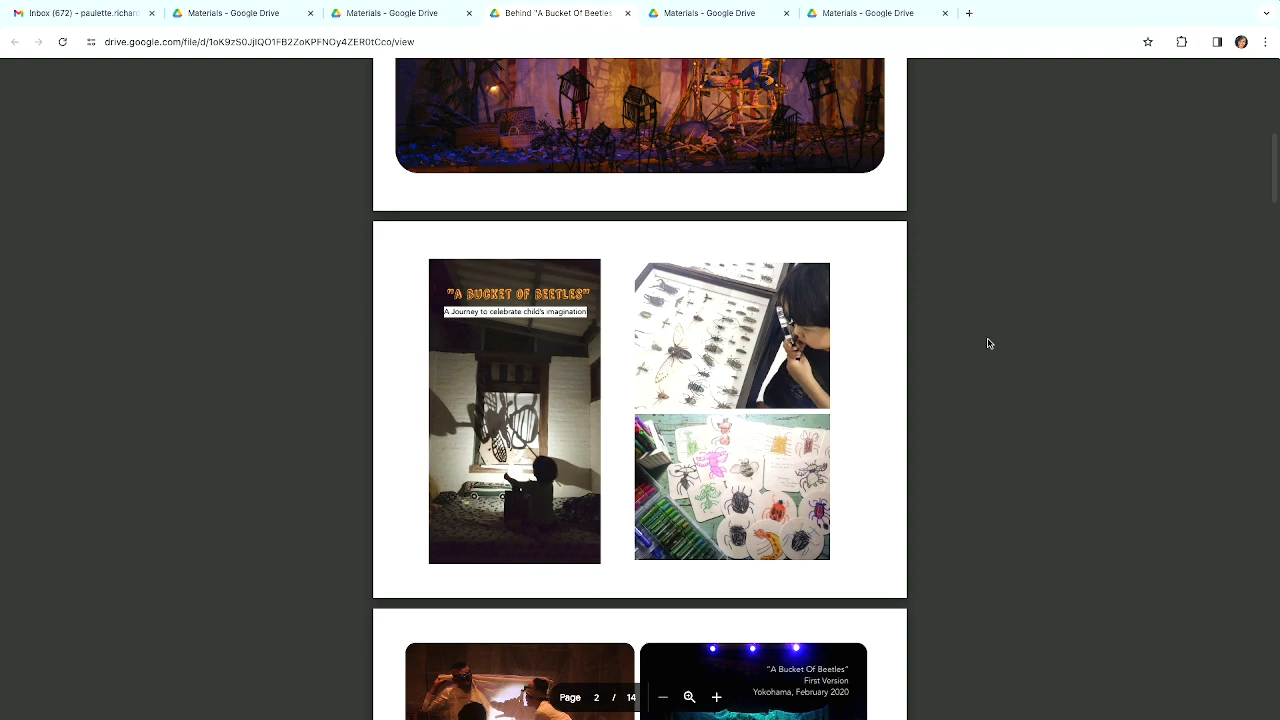 Inbox (672) - paulette.richar
Materials - Google Drive
Materials - Google Drive
Behind "A Bucket Of Beetles
Materials - Google Drive
Materials - Google Drive
drive.google.com/file/d/1oK9zS0JjIQO1FB2ZoKPFNOy4ZER0tCco/view
"A BUCKET OF BEETLES"
A Journey to celebrate child's imagination
"A Bucket Of Beetles"
First Version
Yokohama, February 2020
Page 2 / 14